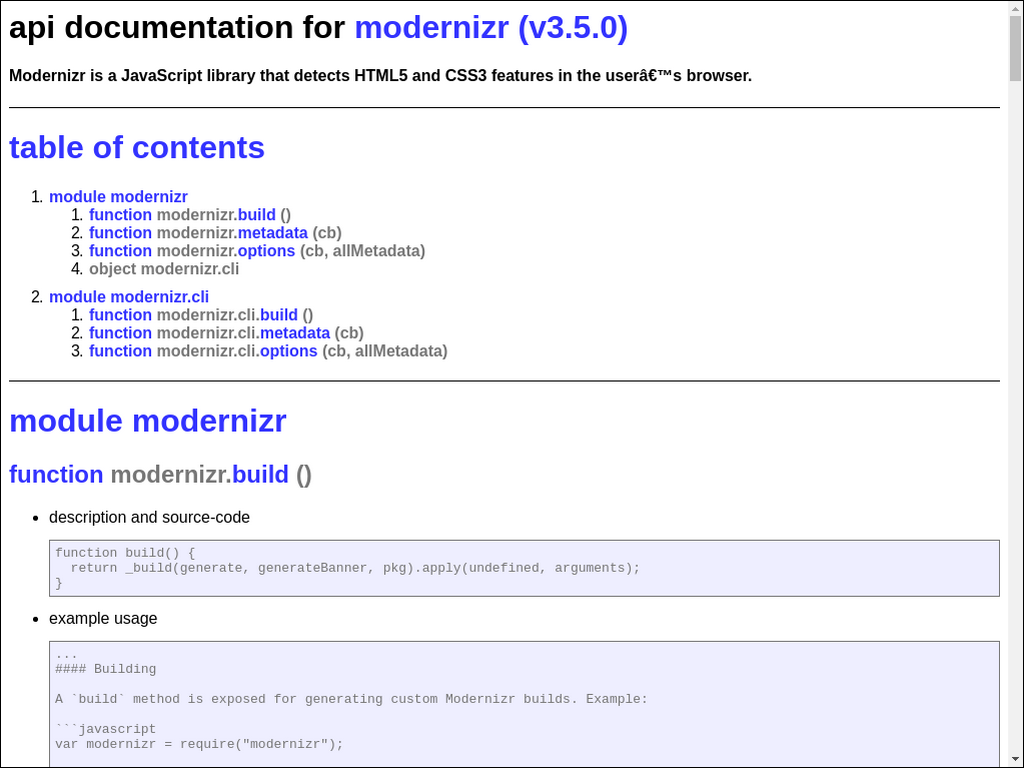 api documentation for modernizr (v3.5.0)
Modernizr is a JavaScript library that detects HTML5 and CSS3 features in the userâ€™s browser.
table of contents
1. module modernizr
1. function modernizr.build ()
2. function modernizr.metadata (cb)
3. function modernizr.options (cb, allMetadata)
4. object modernizr.cli
2. module modernizr.cli
1. function modernizr.cli.build ()
2. function modernizr.cli.metadata (cb)
3. function modernizr.cli.options (cb, allMetadata)
module modernizr
function modernizr.build ()
• description and source-code
function build() {
  return _build(generate, generateBanner, pkg).apply(undefined, arguments);
}
• example usage
...
#### Building
A `build` method is exposed for generating custom Modernizr builds. Example:
```javascript
var modernizr = require("modernizr");